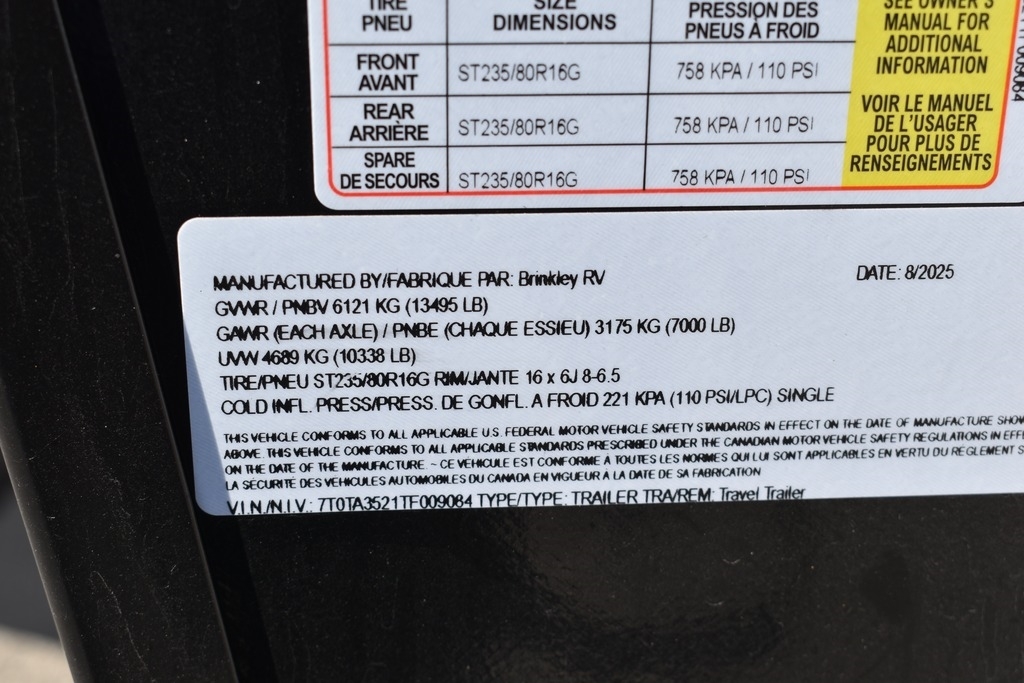 TIRE SIZE
PNEU DIMENSIONS PRESSION DES
PNEUS À FROID
FRONT
AVANT ST235/80R16G 758 KPA / 110 PSI
REAR
ARRIÈRE ST235/80R16G 758 KPA / 110 PSI
SPARE
DE SECOURS ST235/80R16G 758 KPA / 110 PSI
SEE OWNER'S
MANUAL FOR
ADDITIONAL
INFORMATION
VOIR LE MANUEL
DE L'USAGER
POUR PLUS DE
RENSEIGNEMENTS
MANUFACTURED BY/FABRIQUE PAR: Brinkley RV DATE: 8/2025
GVWR / PNBV 6121 KG (13495 LB)
GAWR (EACH AXLE) / PNBE (CHAQUE ESSIEU) 3175 KG (7000 LB)
UVW 4689 KG (10338 LB)
TIRE/PNEU ST235/80R16G RIM/JANTE 16 x 6J 8-6.5
COLD INFL. PRESS/PRESS. DE GONFL. A FROID 221 KPA (110 PSI/LPC) SINGLE
THIS VEHICLE CONFORMS TO ALL APPLICABLE U.S. FEDERAL MOTOR VEHICLE SAFETY STANDARDS IN EFFECT ON THE DATE OF MANUFACTURE SHOW
ABOVE. THIS VEHICLE CONFORMS TO ALL APPLICABLE STANDARDS PRESCRIBED UNDER THE CANADIAN MOTOR VEHICLE SAFETY REGULATIONS IN EFF
ON THE DATE OF THE MANUFACTURE. ~ CE VEHICULE EST CONFORME A TOUTES LES NORMES QUI LUI SONT APPLICABLES EN VERTU DU REGLEMENT S
LA SÉCURITÉ DES VEHICULES AUTOMOBILES DU CANADA EN VIGUEUR À LA DATE DE SA FABRICATION
V.I.N./N.I.V.: 7T0TA3521TF009084 TYPE/TYPE: TRAILER TRA/REM: Travel Trailer